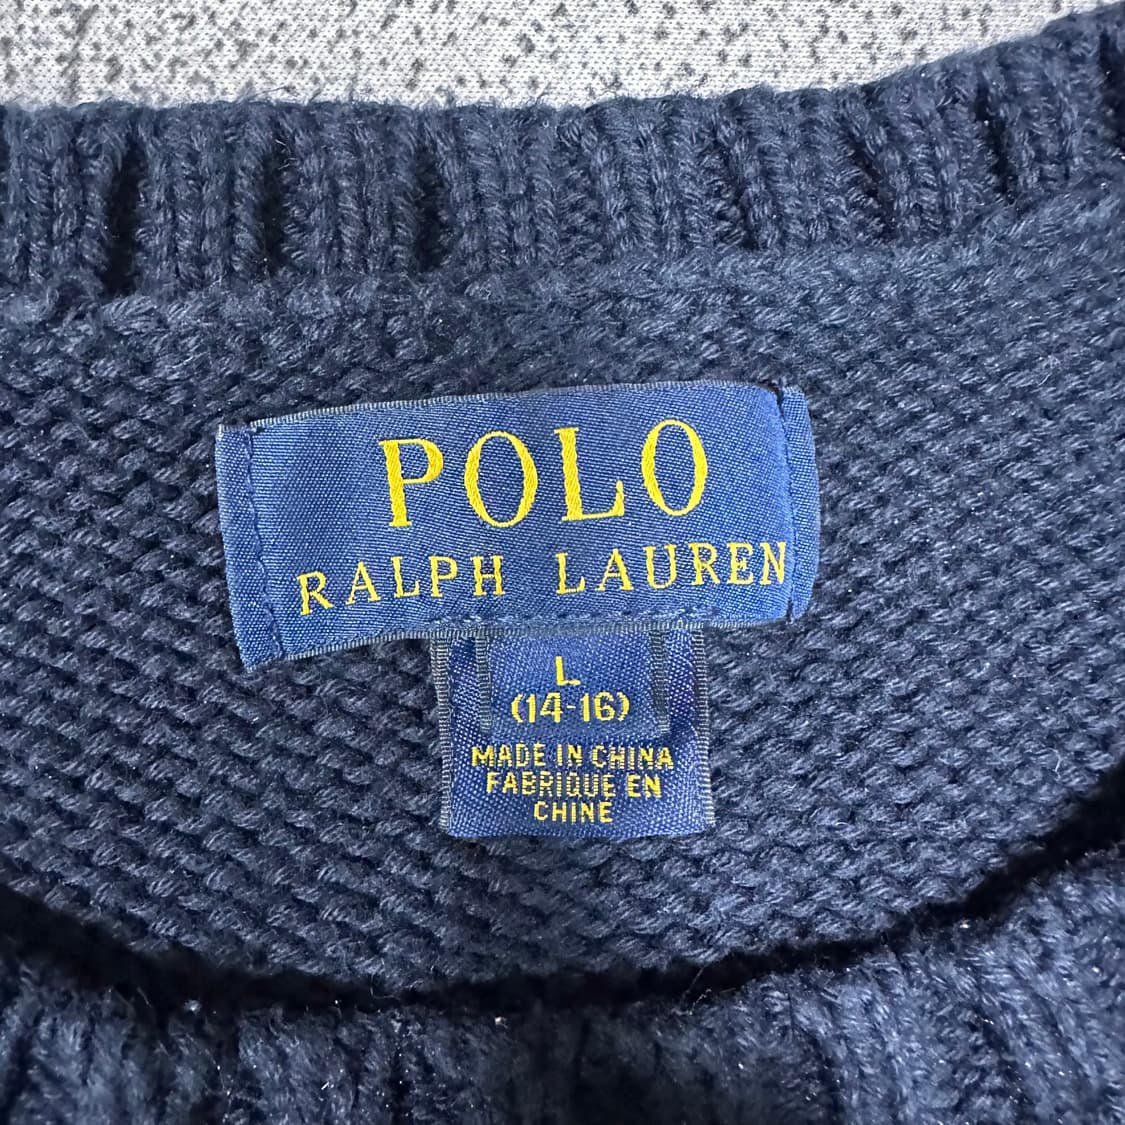 POLO
RALPH LAUREN
L
(14-16)
MADE IN CHINA
FABRIQUE EN
CHINE